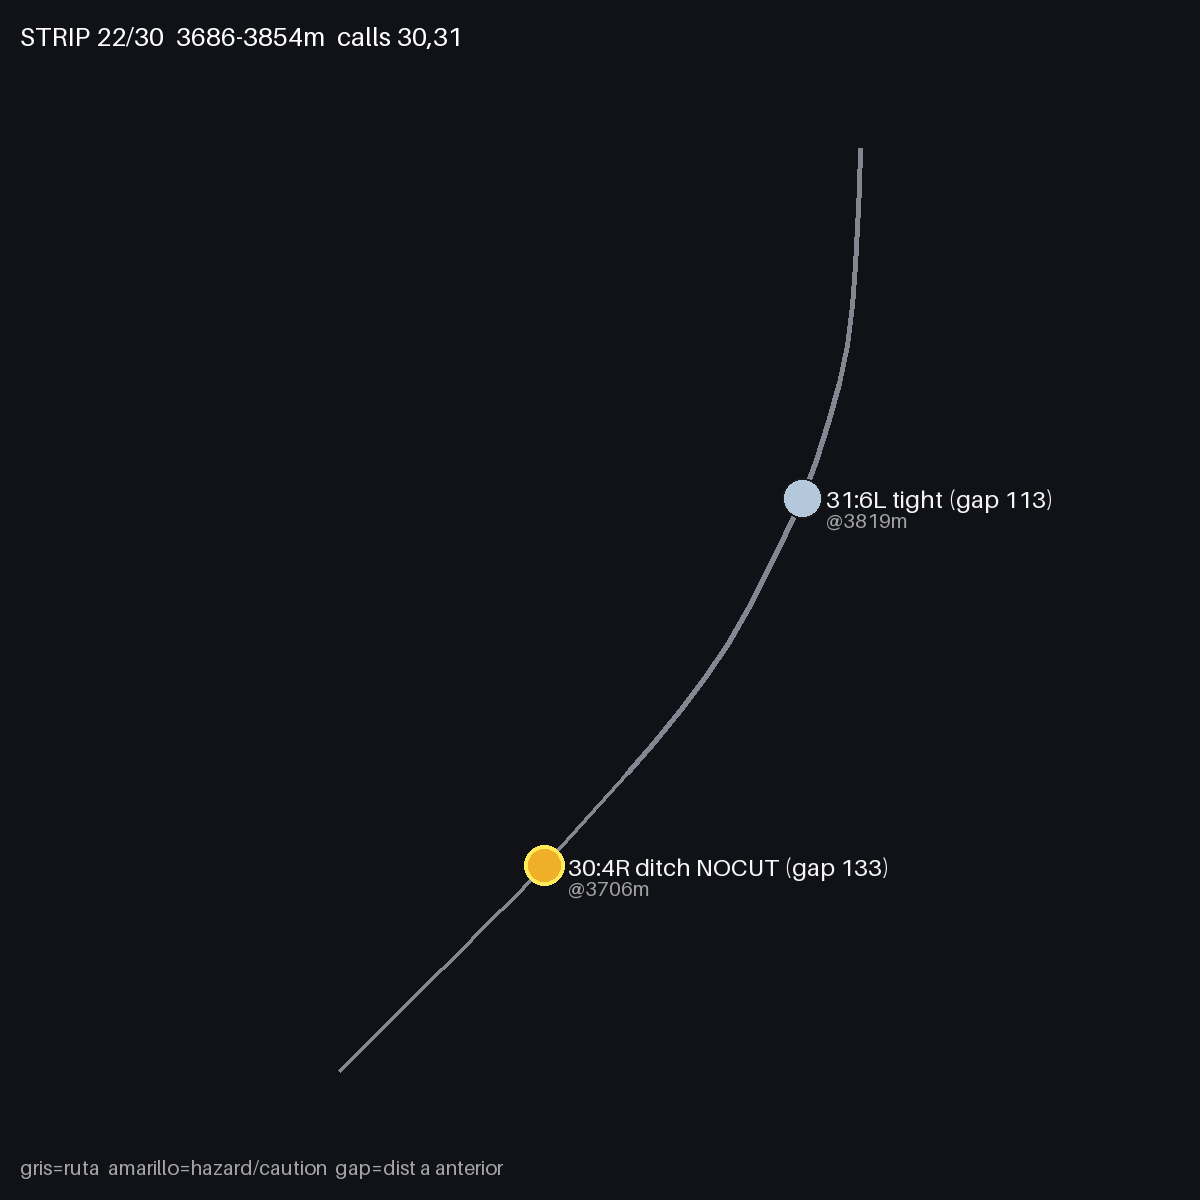 STRIP 22/30  3686-3854m  calls 30,31
31:6L tight (gap 113)
@3819m
30:4R ditch NOCUT (gap 133)
@3706m
gris=ruta  amarillo=hazard/caution  gap=dist a anterior